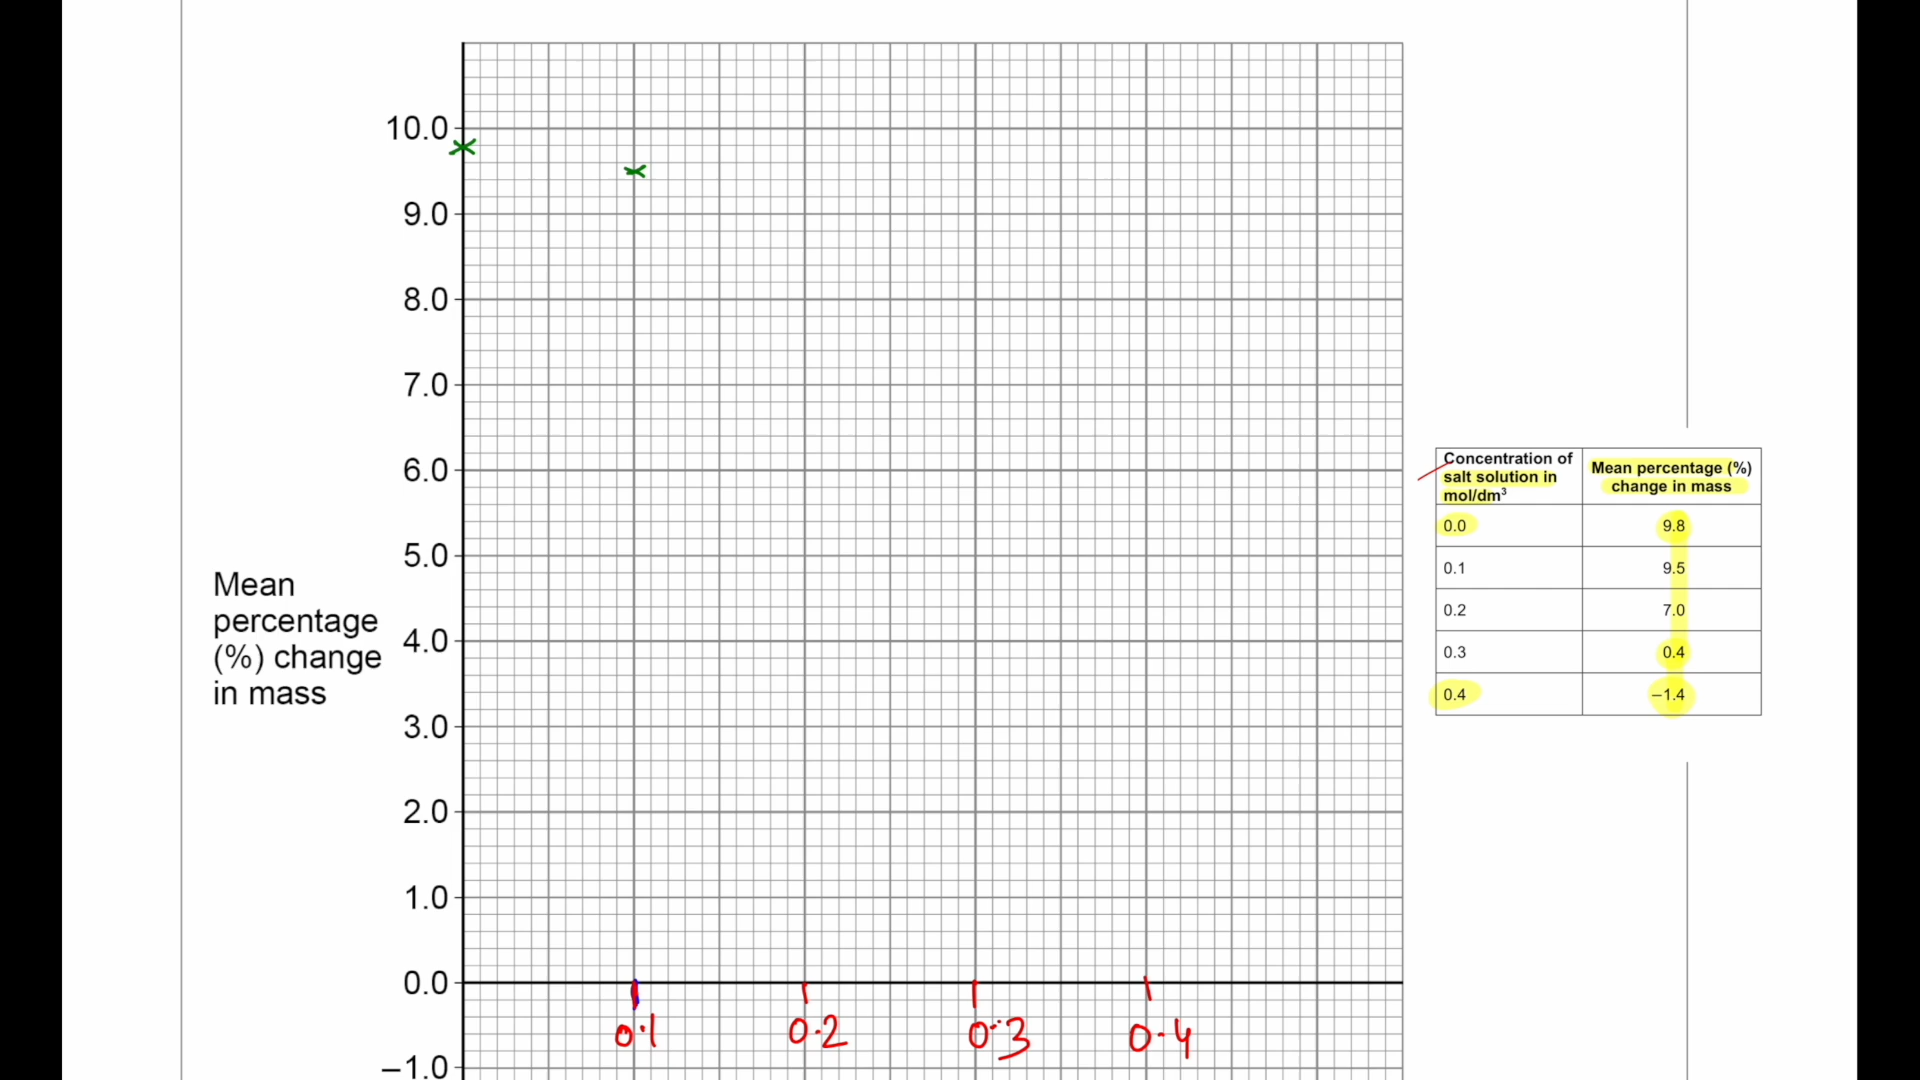 10.0
9.0
8.0
7.0
6.0
5.0
Mean
percentage
(%) change
in mass
4.0
3.0
2.0
1.0
0.0
−1.0
0.1
0.2
0.3
0.4
Concentration of
salt solution in
mol/dm³
Mean percentage (%)
change in mass
0.0 9.8
0.1 9.5
0.2 7.0
0.3 0.4
0.4 −1.4